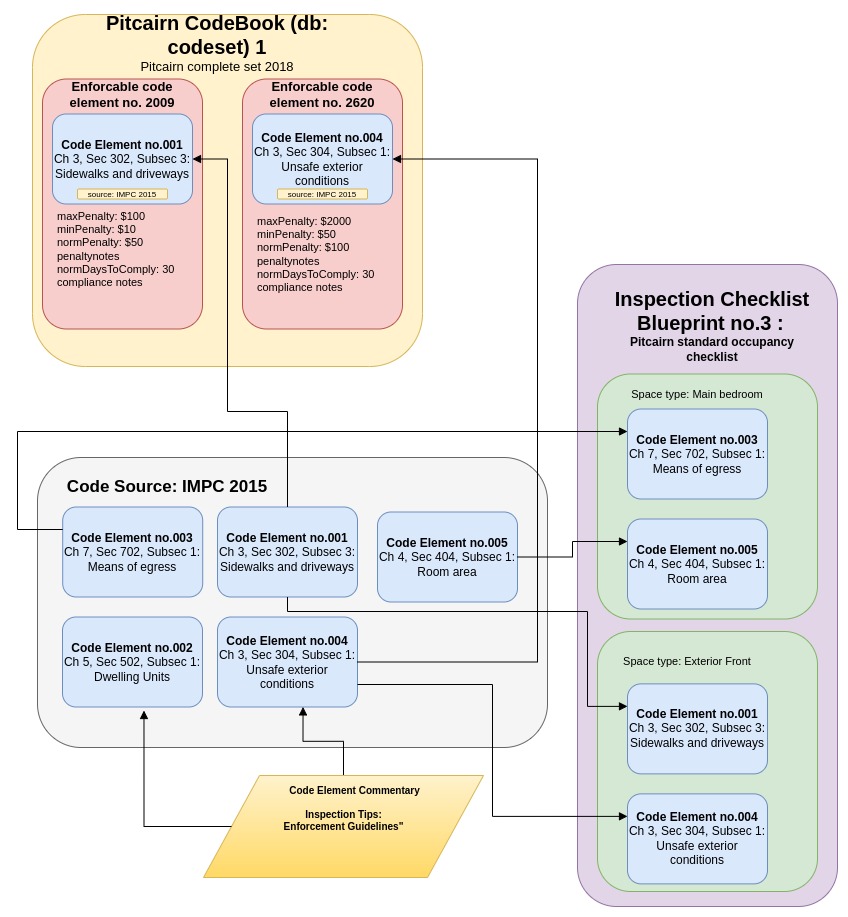 Pitcairn CodeBook (db:
codeset) 1
Pitcairn complete set 2018
Enforcable code
element no. 2009
Code Element no.001
Ch 3, Sec 302, Subsec 3:
Sidewalks and driveways
source: IMPC 2015
maxPenalty: $100
minPenalty: $10
normPenalty: $50
penaltynotes
normDaysToComply: 30
compliance notes
Enforcable code
element no. 2620
Code Element no.004
Ch 3, Sec 304, Subsec 1:
Unsafe exterior
conditions
source: IMPC 2015
maxPenalty: $2000
minPenalty: $50
normPenalty: $100
penaltynotes
normDaysToComply: 30
compliance notes
Inspection Checklist
Blueprint no.3 :
Pitcairn standard occupancy
checklist
Space type: Main bedroom
Code Element no.003
Ch 7, Sec 702, Subsec 1:
Means of egress
Code Element no.005
Ch 4, Sec 404, Subsec 1:
Room area
Space type: Exterior Front
Code Element no.001
Ch 3, Sec 302, Subsec 3:
Sidewalks and driveways
Code Element no.004
Ch 3, Sec 304, Subsec 1:
Unsafe exterior
conditions
Code Source: IMPC 2015
Code Element no.003
Ch 7, Sec 702, Subsec 1:
Means of egress
Code Element no.001
Ch 3, Sec 302, Subsec 3:
Sidewalks and driveways
Code Element no.005
Ch 4, Sec 404, Subsec 1:
Room area
Code Element no.002
Ch 5, Sec 502, Subsec 1:
Dwelling Units
Code Element no.004
Ch 3, Sec 304, Subsec 1:
Unsafe exterior
conditions
Code Element Commentary
Inspection Tips:
Enforcement Guidelines"